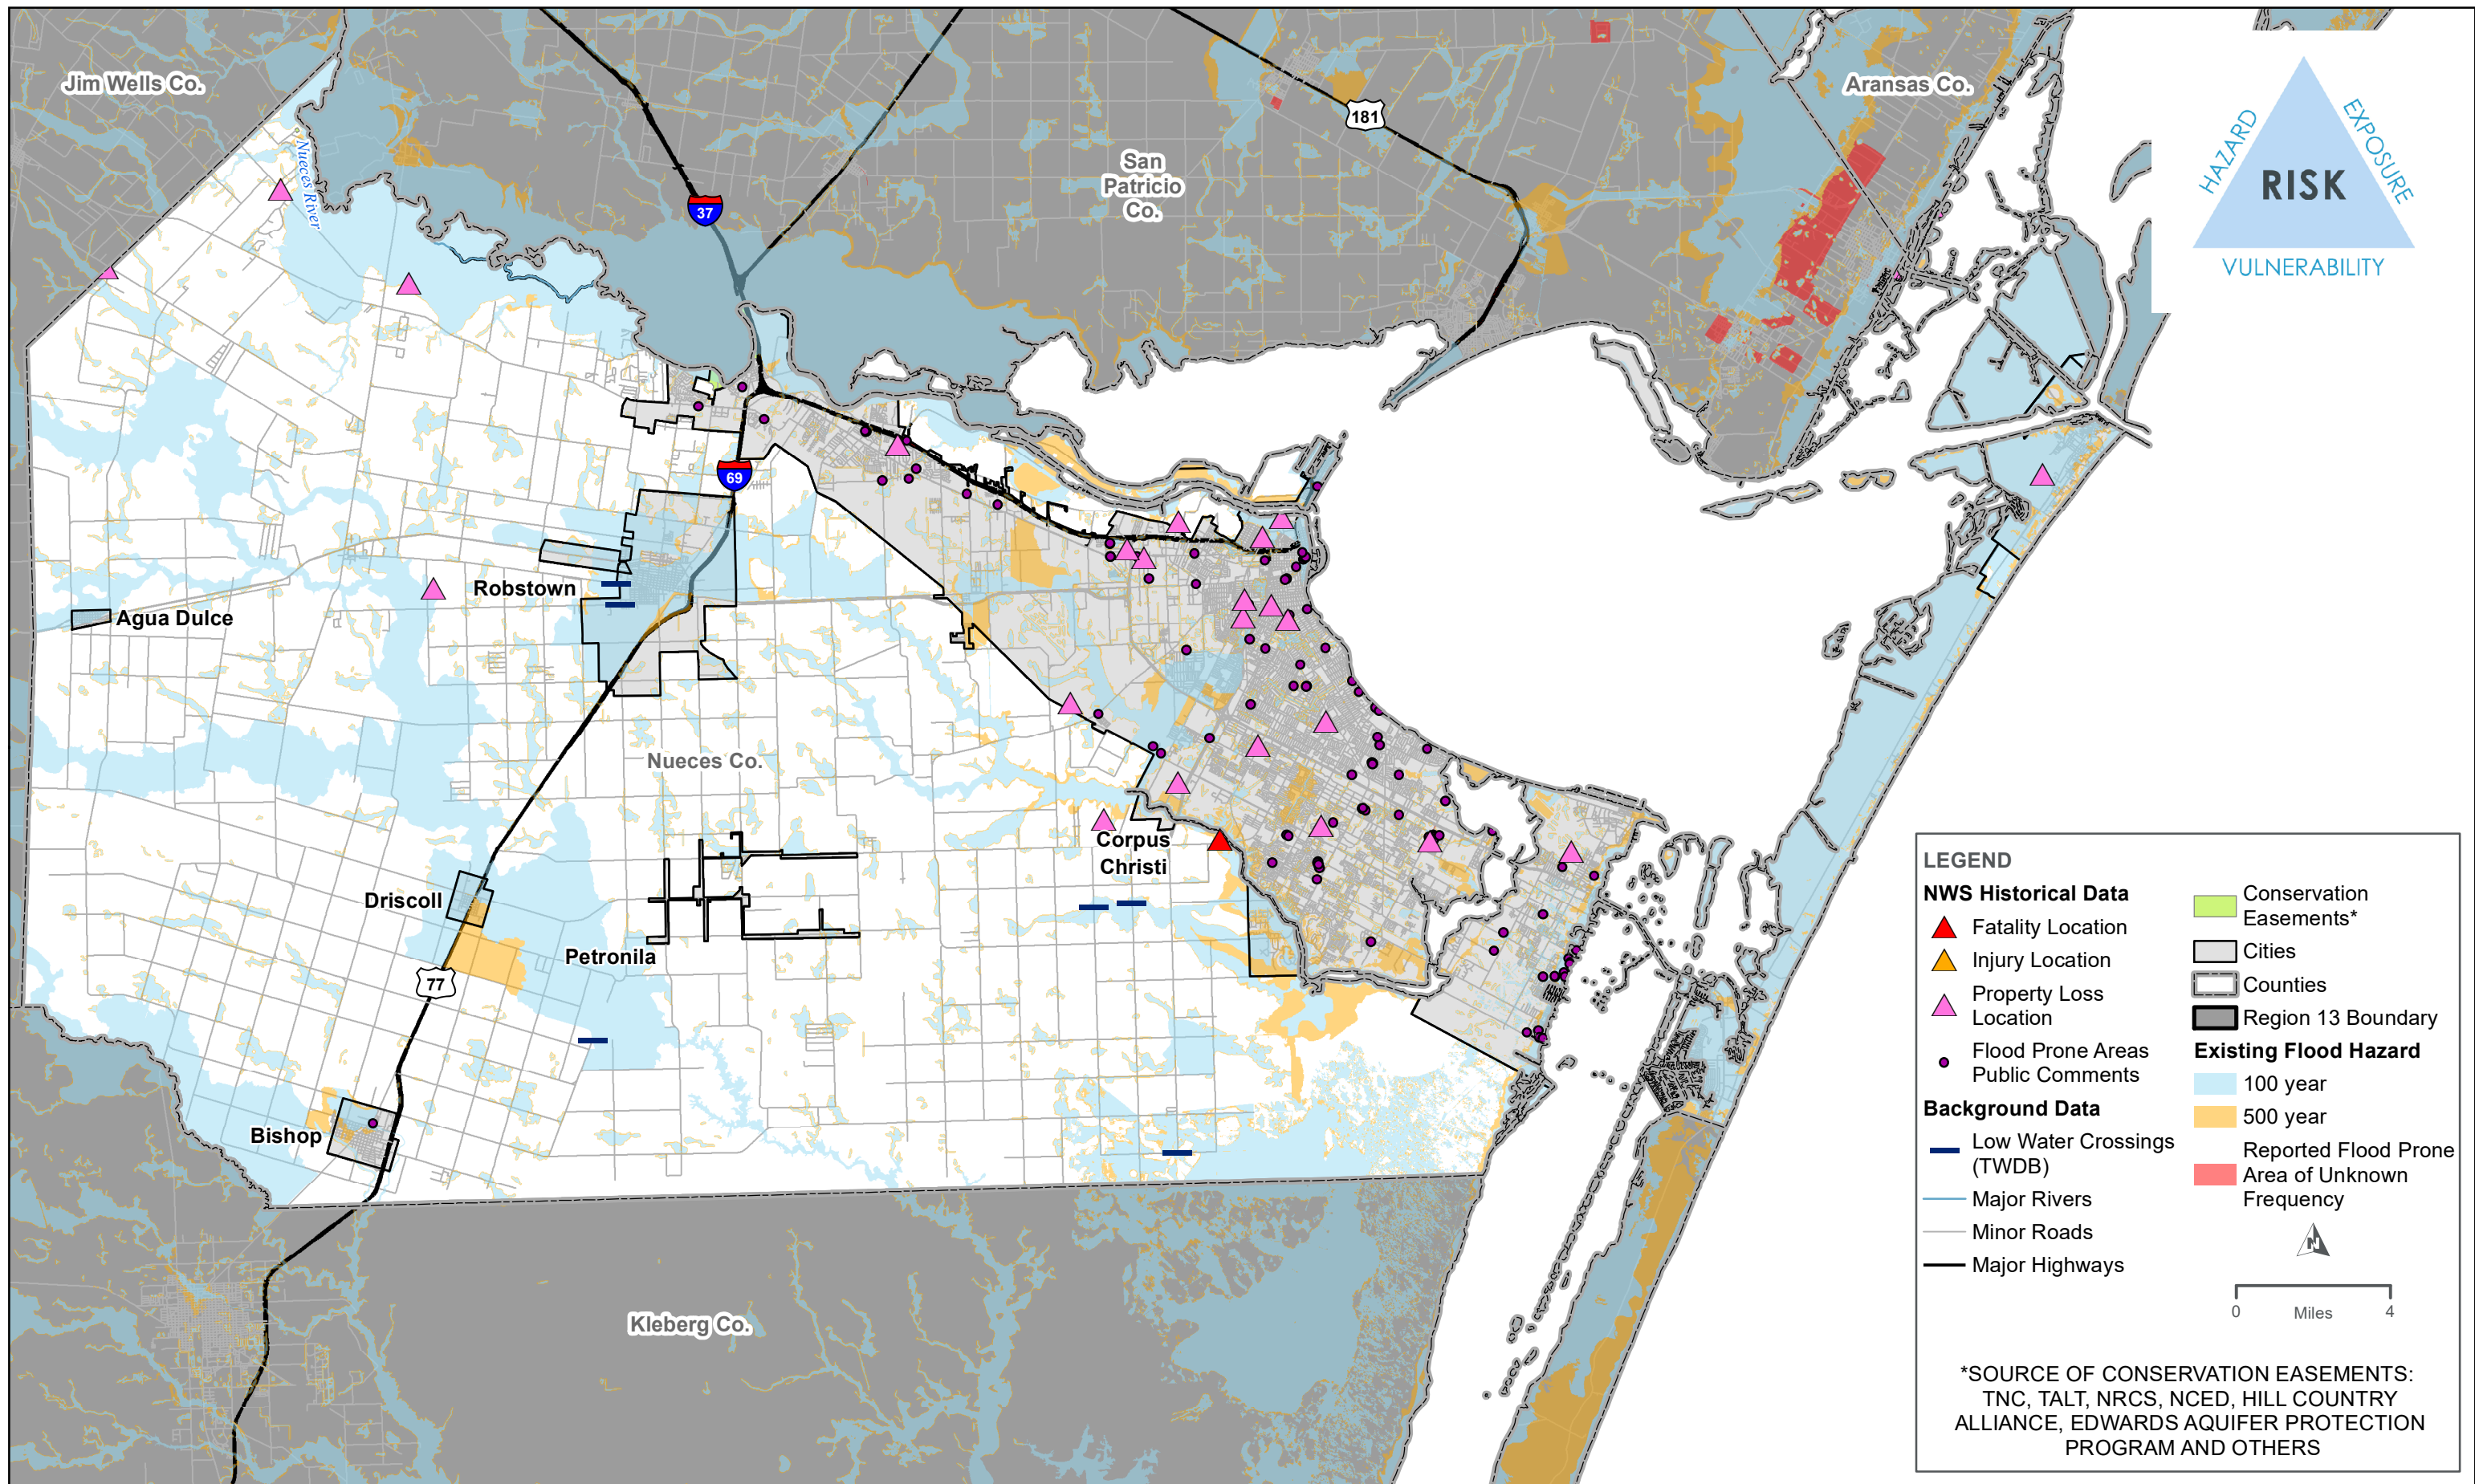 Jim Wells Co.
Nueces River
37
San
Patricio
Co.
181
Aransas Co.
HAZARD
EXPOSURE
RISK
VULNERABILITY
69
Robstown
Agua Dulce
Nueces Co.
Corpus
Christi
Driscoll
Petronila
77
Bishop
Kleberg Co.
LEGEND
NWS Historical Data
Fatality Location
Injury Location
Property Loss
Location
Flood Prone Areas
Public Comments
Background Data
Low Water Crossings
(TWDB)
Major Rivers
Minor Roads
Major Highways
Conservation
Easements*
Cities
Counties
Region 13 Boundary
Existing Flood Hazard
100 year
500 year
Reported Flood Prone
Area of Unknown
Frequency
N
0 Miles 4
*SOURCE OF CONSERVATION EASEMENTS:
TNC, TALT, NRCS, NCED, HILL COUNTRY
ALLIANCE, EDWARDS AQUIFER PROTECTION
PROGRAM AND OTHERS